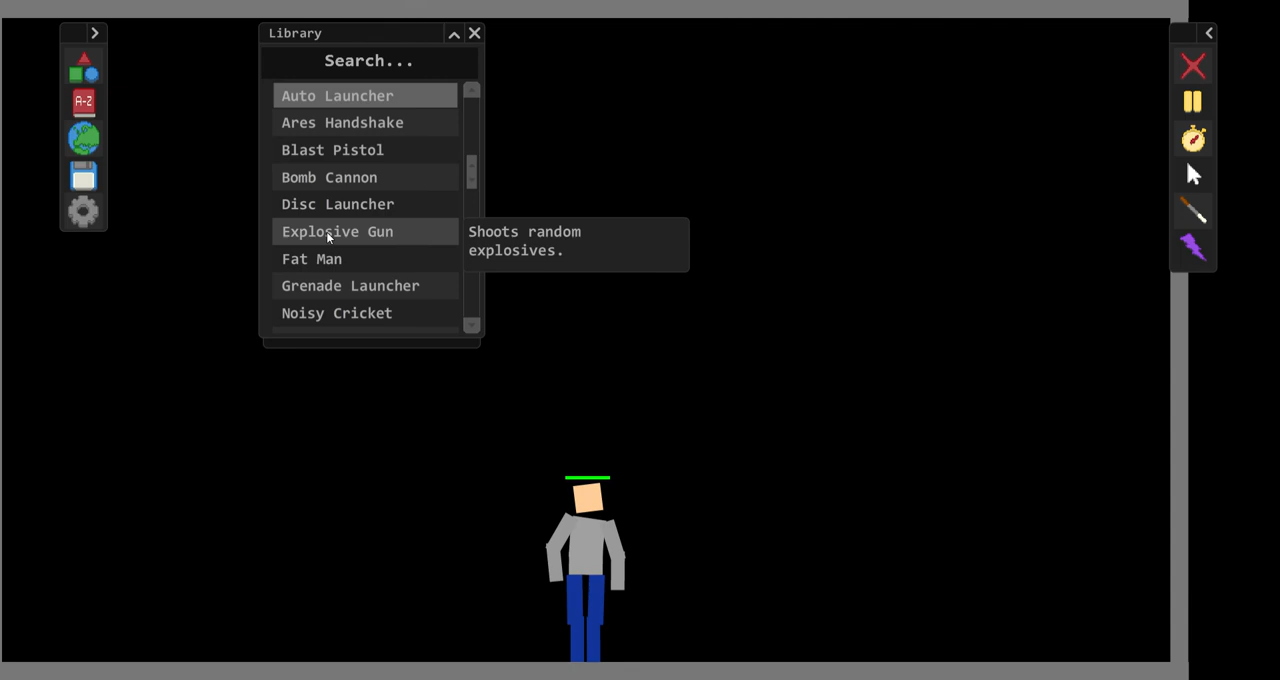 Library
Search...
Auto Launcher
Ares Handshake
Blast Pistol
Bomb Cannon
Disc Launcher
Explosive Gun
Shoots random
explosives.
Fat Man
Grenade Launcher
Noisy Cricket
A-Z